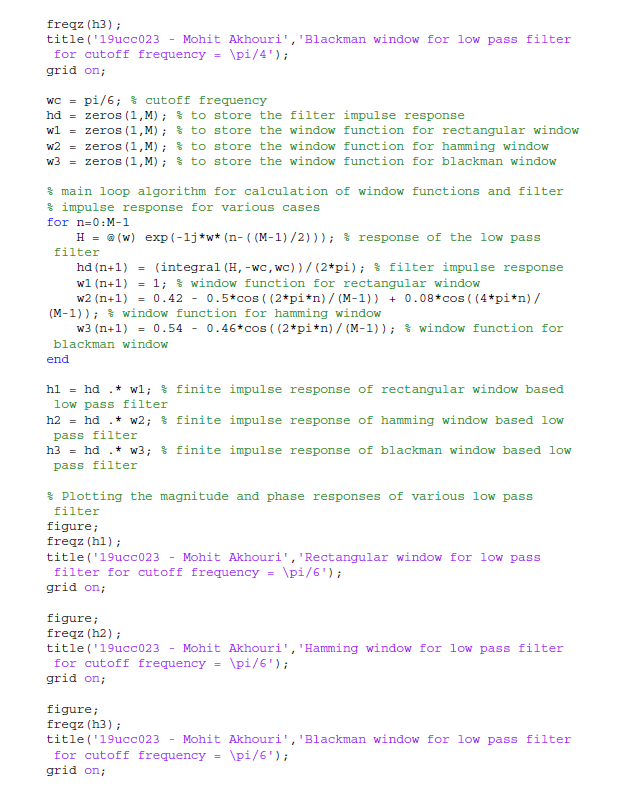 freqz(h3);
title('19ucc023 - Mohit Akhouri','Blackman window for low pass filter
for cutoff frequency = \pi/4');
grid on;
wc = pi/6; % cutoff frequency
hd = zeros(1,M); % to store the filter impulse response
w1 = zeros(1,M); % to store the window function for rectangular window
w2 = zeros(1,M); % to store the window function for hamming window
w3 = zeros(1,M); % to store the window function for blackman window
% main loop algorithm for calculation of window functions and filter
% impulse response for various cases
for n=0:M-1
H = @(w) exp(-1j*w*(n-((M-1)/2))); % response of the low pass
filter
hd(n+1) = (integral(H,-wc,wc))/(2*pi); % filter impulse response
w1(n+1) = 1; % window function for rectangular window
w2(n+1) = 0.42 - 0.5*cos((2*pi*n)/(M-1)) + 0.08*cos((4*pi*n)/
(M-1)); % window function for hamming window
w3(n+1) = 0.54 - 0.46*cos((2*pi*n)/(M-1)); % window function for
blackman window
end
h1 = hd .* w1; % finite impulse response of rectangular window based
low pass filter
h2 = hd .* w2; % finite impulse response of hamming window based low
pass filter
h3 = hd .* w3; % finite impulse response of blackman window based low
pass filter
% Plotting the magnitude and phase responses of various low pass
filter
figure;
freqz(h1);
title('19ucc023 - Mohit Akhouri','Rectangular window for low pass
filter for cutoff frequency = \pi/6');
grid on;
figure;
freqz(h2);
title('19ucc023 - Mohit Akhouri','Hamming window for low pass filter
for cutoff frequency = \pi/6');
grid on;
figure;
freqz(h3);
title('19ucc023 - Mohit Akhouri','Blackman window for low pass filter
for cutoff frequency = \pi/6');
grid on;